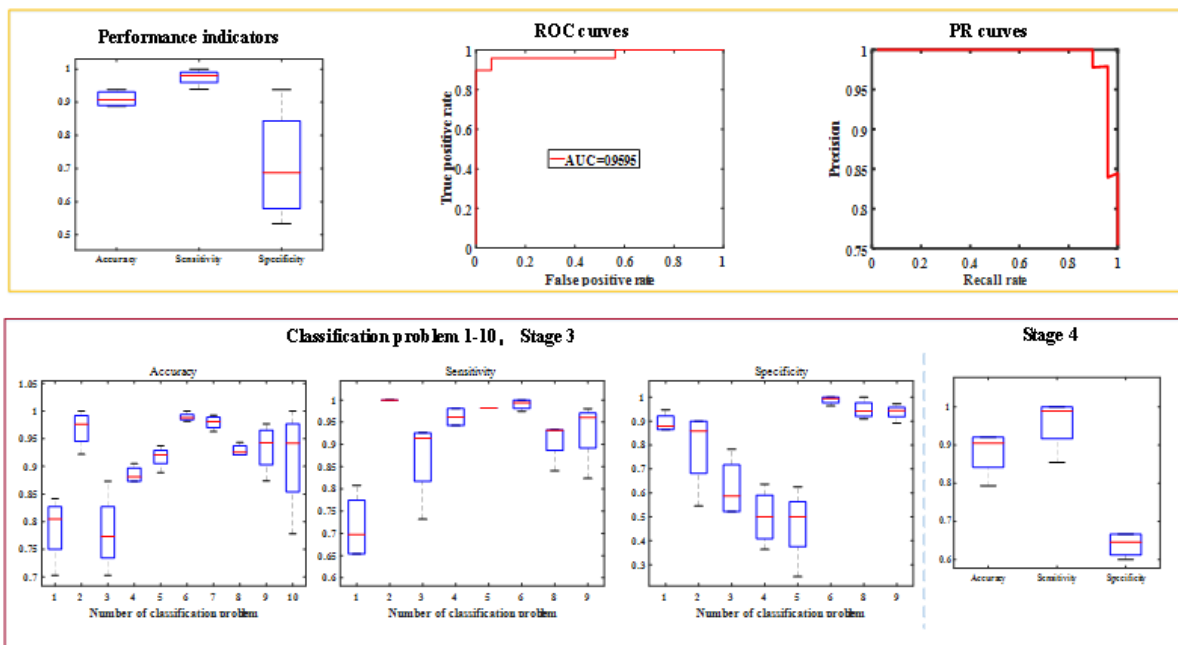 Performance indicators
1
0.9
0.8
0.7
0.6
0.5
Accuracy Sensitivity Specificity
ROC curves
True positive rate
1
0.8
0.6
0.4
0.2
0
AUC=09595
0 0.2 0.4 0.6 0.8 1
False positive rate
PR curves
Precision
1
0.95
0.9
0.85
0.8
0.75
0 0.2 0.4 0.6 0.8 1
Recall rate
Classification problem 1-10, Stage 3
Accuracy
1.05
1
0.95
0.9
0.85
0.8
0.75
0.7
1 2 3 4 5 6 7 8 9 10
Number of classification problem
Sensitivity
1
0.95
0.9
0.85
0.8
0.75
0.7
0.65
0.6
1 2 3 4 5 6 8 9
Number of classification problem
Specificity
1
0.9
0.8
0.7
0.6
0.5
0.4
0.3
1 2 3 4 5 6 8 9
Number of classification problem
Stage 4
1
0.9
0.8
0.7
0.6
Accuracy Sensitivity Specificity